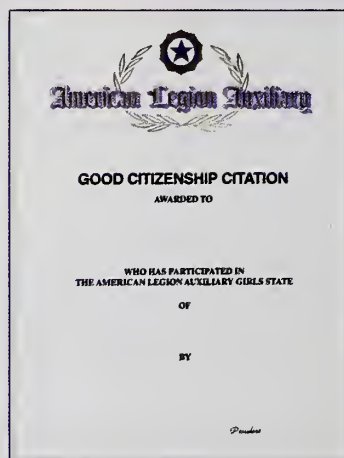 American Legion Auxiliary
GOOD CITIZENSHIP CITATION
AWARDED TO
WHO HAS PARTICIPATED IN
THE AMERICAN LEGION AUXILIARY GIRLS STATE
OF
BY